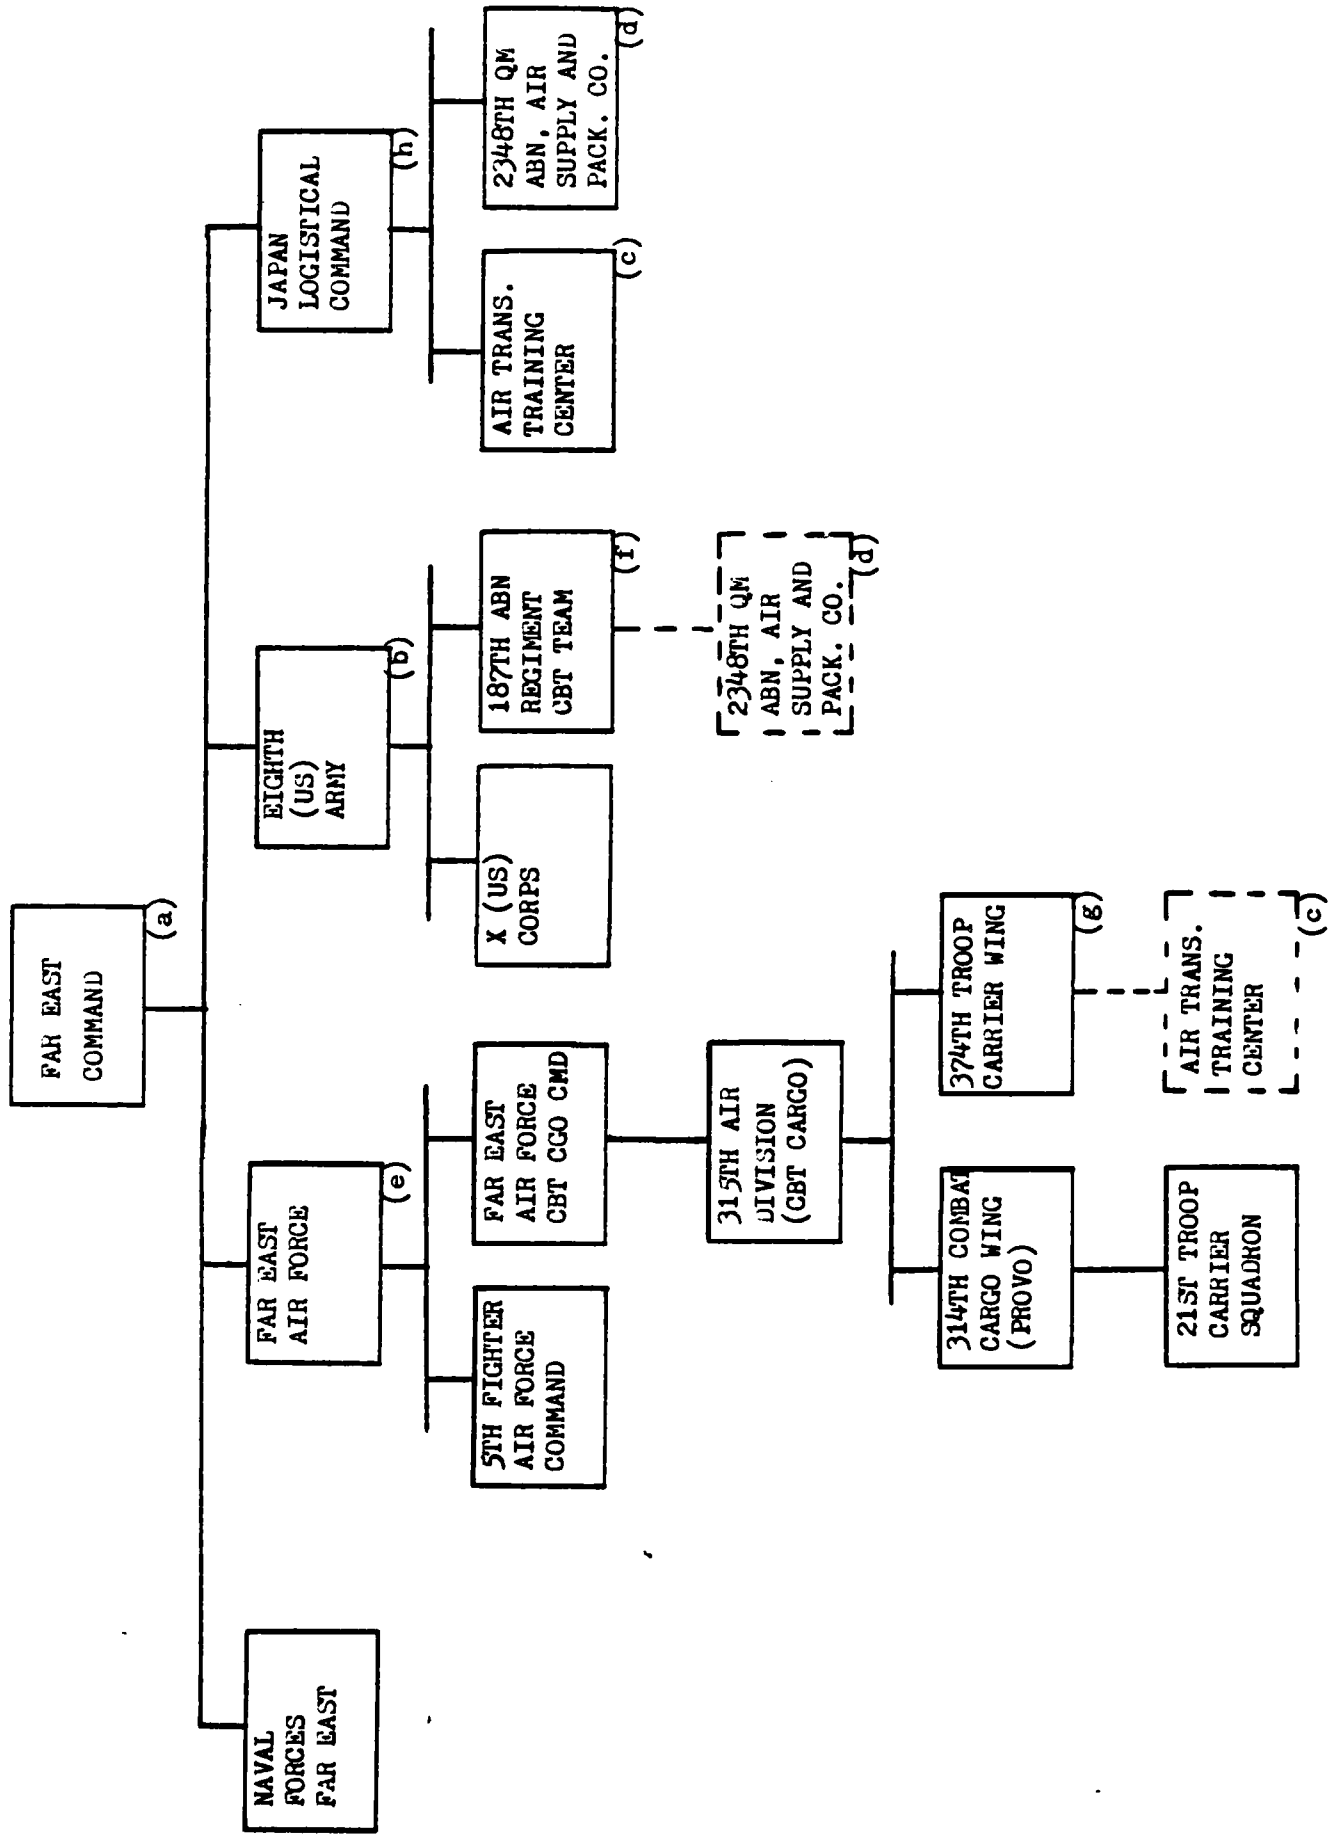 FAR EAST
COMMAND
(a)
NAVAL
FORCES
FAR EAST
FAR EAST
AIR FORCE
(e)
EIGHTH
(US)
ARMY
(b)
JAPAN
LOGISTICAL
COMMAND
(h)
5TH FIGHTER
AIR FORCE
COMMAND
FAR EAST
AIR FORCE
CBT CGO CMD
X (US)
CORPS
187TH ABN
REGIMENT
CBT TEAM
(f)
AIR TRANS.
TRAINING
CENTER
(c)
2348TH QM
ABN, AIR
SUPPLY AND
PACK. CO.
(d)
315TH AIR
DIVISION
(CBT CARGO)
2348TH QM
ABN, AIR
SUPPLY AND
PACK. CO.
(d)
314TH COMBAT
CARGO WING
(PROVO)
374TH TROOP
CARRIER WING
(g)
21ST TROOP
CARRIER
SQUADRON
AIR TRANS.
TRAINING
CENTER
(c)